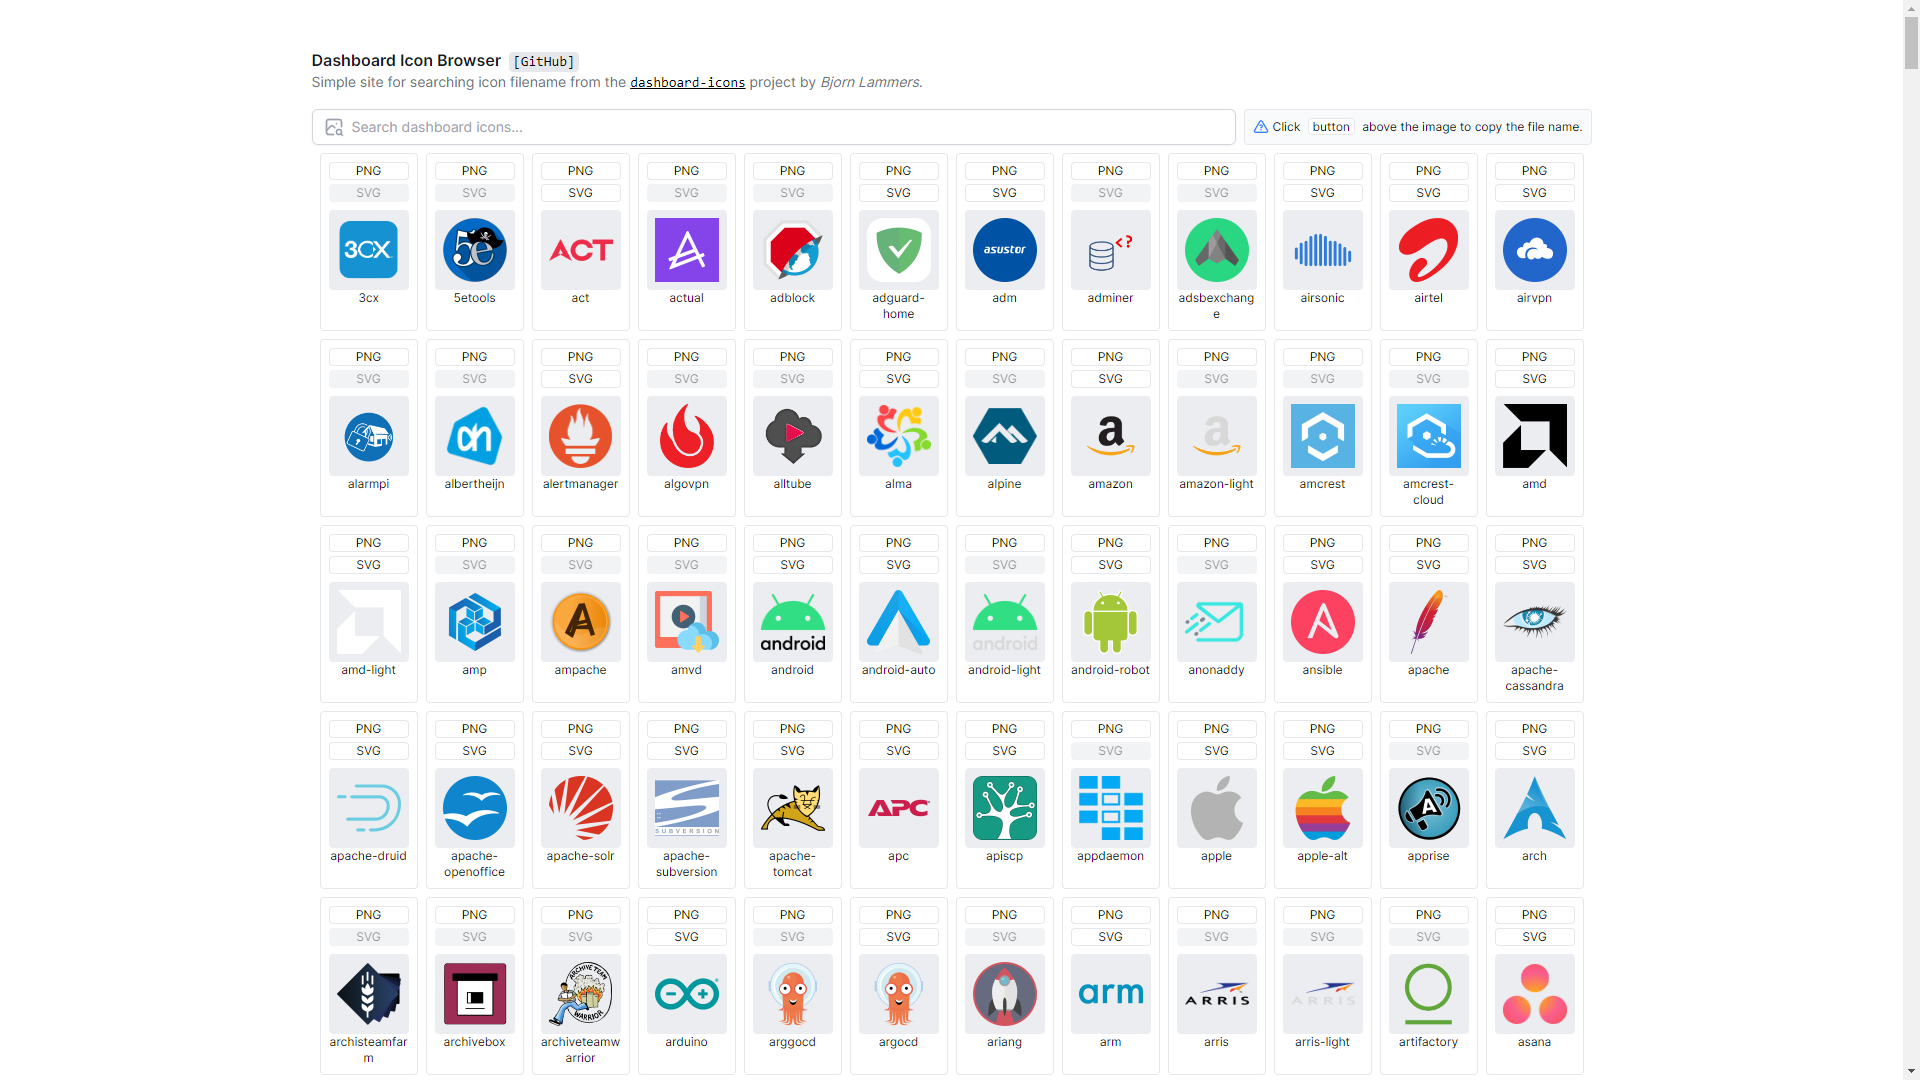 Dashboard Icon Browser [GitHub]
Simple site for searching icon filename from the dashboard-icons project by Bjorn Lammers.
Search dashboard icons...
Click button above the image to copy the file name.
PNG PNG PNG PNG PNG PNG PNG PNG PNG PNG PNG PNG
SVG SVG SVG SVG SVG SVG SVG SVG SVG SVG SVG SVG
3CX 5e ACT asustor <?
3cx 5etools act actual adblock adguard- adm adminer adsbexchang airsonic airtel airvpn
home e
PNG PNG PNG PNG PNG PNG PNG PNG PNG PNG PNG PNG
SVG SVG SVG SVG SVG SVG SVG SVG SVG SVG SVG SVG
a a
alarmpi albertheijn alertmanager algovpn alltube alma alpine amazon amazon-light amcrest amcrest- amd
cloud
PNG PNG PNG PNG PNG PNG PNG PNG PNG PNG PNG PNG
SVG SVG SVG SVG SVG SVG SVG SVG SVG SVG SVG SVG
android android
amd-light amp ampache amvd android android-auto android-light android-robot anonaddy ansible apache apache-
cassandra
PNG PNG PNG PNG PNG PNG PNG PNG PNG PNG PNG PNG
SVG SVG SVG SVG SVG SVG SVG SVG SVG SVG SVG SVG
SUBVERSION APC
apache-druid apache- apache-solr apache- apache- apc apiscp appdaemon apple apple-alt apprise arch
openoffice subversion tomcat
PNG PNG PNG PNG PNG PNG PNG PNG PNG PNG PNG PNG
SVG SVG SVG SVG SVG SVG SVG SVG SVG SVG SVG SVG
ARCHIVE TEAM WARRIOR arm ARRIS ARRIS
archisteamfar archivebox archiveteamw arduino arggocd argocd ariang arm arris arris-light artifactory asana
m arrior